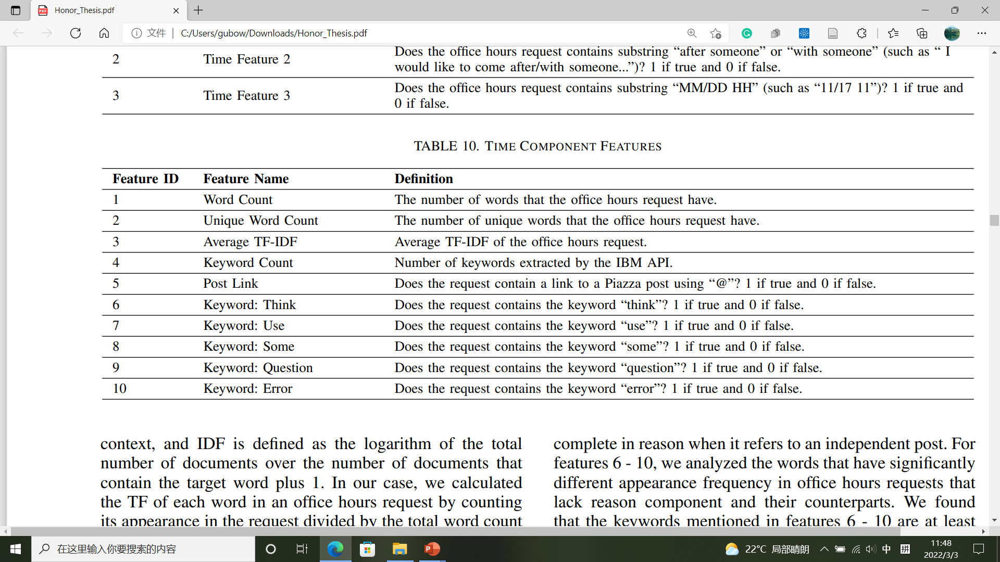 Honor_Thesis.pdf
文件 | C:/Users/gubow/Downloads/Honor_Thesis.pdf
2 Time Feature 2 Does the office hours request contains substring “after someone” or “with someone” (such as “ I
would like to come after/with someone...”)? 1 if true and 0 if false.
3 Time Feature 3 Does the office hours request contains substring “MM/DD HH” (such as “11/17 11”)? 1 if true and
0 if false.
TABLE 10. TIME COMPONENT FEATURES
Feature ID Feature Name Definition
1 Word Count The number of words that the office hours request have.
2 Unique Word Count The number of unique words that the office hours request have.
3 Average TF-IDF Average TF-IDF of the office hours request.
4 Keyword Count Number of keywords extracted by the IBM API.
5 Post Link Does the request contain a link to a Piazza post using “@”? 1 if true and 0 if false.
6 Keyword: Think Does the request contains the keyword “think”? 1 if true and 0 if false.
7 Keyword: Use Does the request contains the keyword “use”? 1 if true and 0 if false.
8 Keyword: Some Does the request contains the keyword “some”? 1 if true and 0 if false.
9 Keyword: Question Does the request contains the keyword “question”? 1 if true and 0 if false.
10 Keyword: Error Does the request contains the keyword “error”? 1 if true and 0 if false.
context, and IDF is defined as the logarithm of the total
number of documents over the number of documents that
contain the target word plus 1. In our case, we calculated
the TF of each word in an office hours request by counting
its appearance in the request divided by the total word count
complete in reason when it refers to an independent post. For
features 6 - 10, we analyzed the words that have significantly
different appearance frequency in office hours requests that
lack reason component and their counterparts. We found
that the keywords mentioned in features 6 - 10 are at least
在这里输入你要搜索的内容
22°C 局部晴朗
中
拼
11:48
2022/3/3